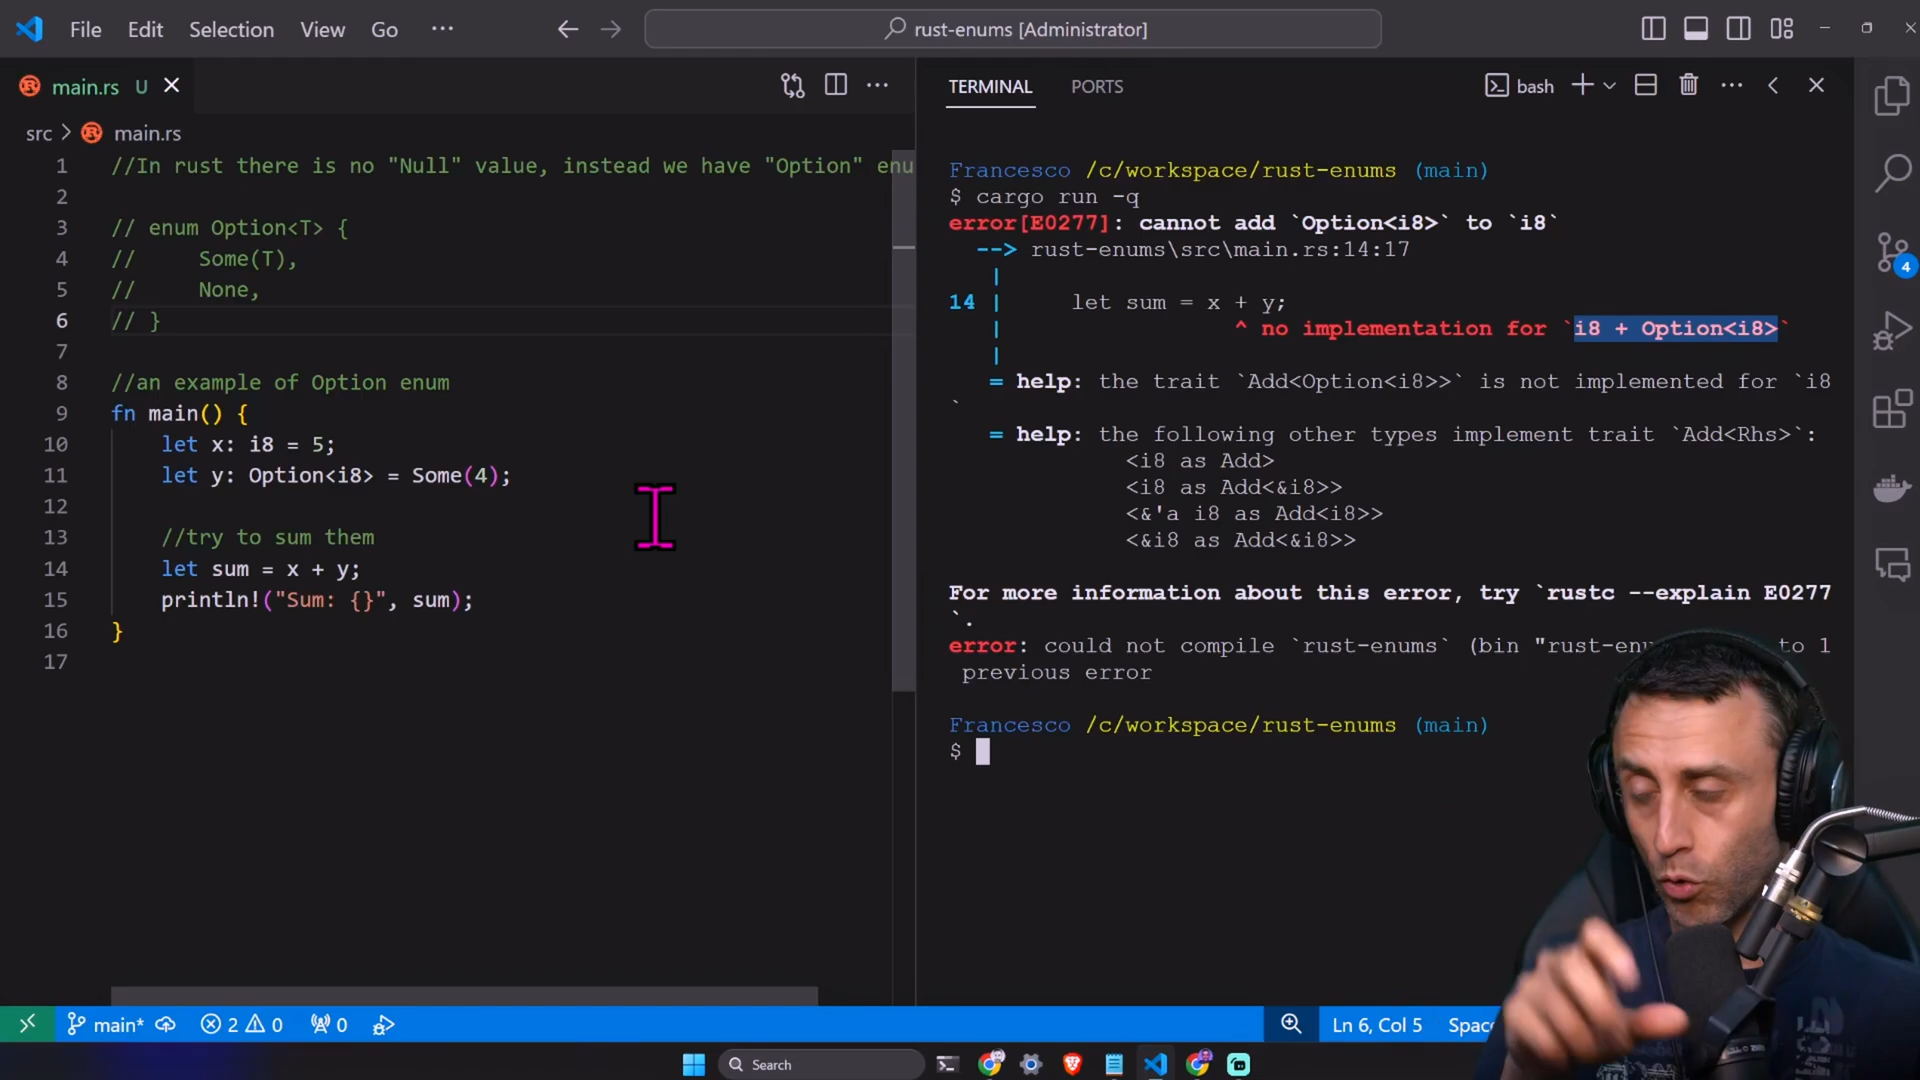 File Edit Selection View Go ··· rust-enums [Administrator]
main.rs U
TERMINAL PORTS bash
src > main.rs
1 //In rust there is no "Null" value, instead we have "Option" enu
2
3 // enum Option<T> {
4 // Some(T),
5 // None,
6 // }
7
8 //an example of Option enum
9 fn main() {
10 let x: i8 = 5;
11 let y: Option<i8> = Some(4);
12
13 //try to sum them
14 let sum = x + y;
15 println!("Sum: {}", sum);
16 }
17
Francesco /c/workspace/rust-enums (main)
$ cargo run -q
error[E0277]: cannot add `Option<i8>` to `i8`
--> rust-enums\src\main.rs:14:17
|
14 | let sum = x + y;
| ^ no implementation for `i8 + Option<i8>`
|
= help: the trait `Add<Option<i8>>` is not implemented for `i8
`
= help: the following other types implement trait `Add<Rhs>`:
<i8 as Add>
<i8 as Add<&i8>>
<&'a i8 as Add<i8>>
<&i8 as Add<&i8>>
For more information about this error, try `rustc --explain E0277
`.
error: could not compile `rust-enums` (bin "rust-enu to 1
previous error
Francesco /c/workspace/rust-enums (main)
$
4
main* 2 0 0 Ln 6, Col 5 Spac
Search